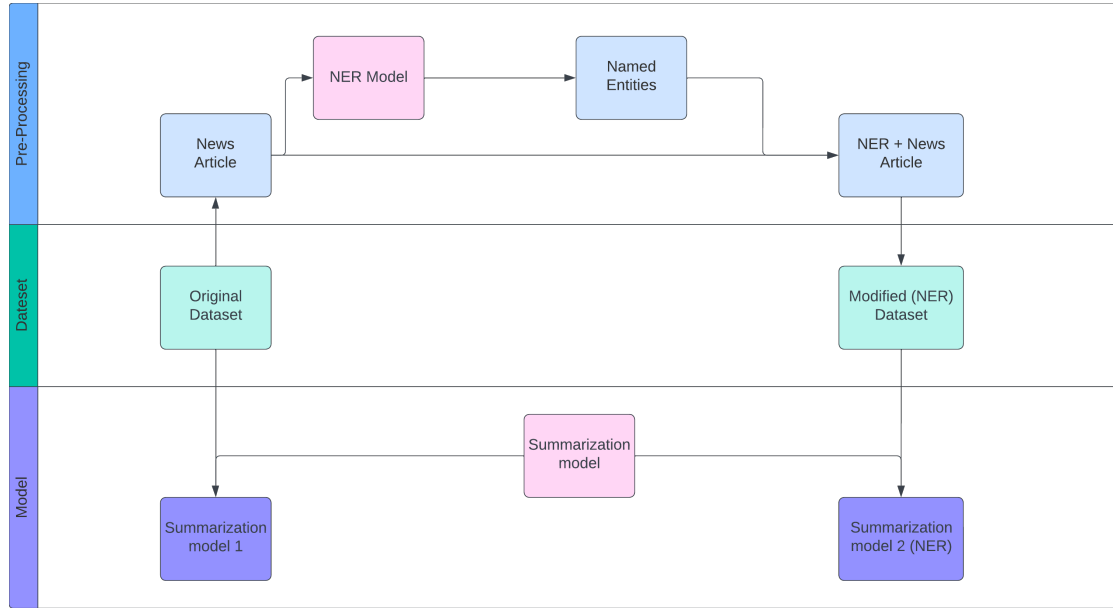 Pre-Processing
NER Model
Named
Entities
News
Article
NER + News
Article
Dateset
Original
Dataset
Modified (NER)
Dataset
Model
Summarization
model
Summarization
model 1
Summarization
model 2 (NER)